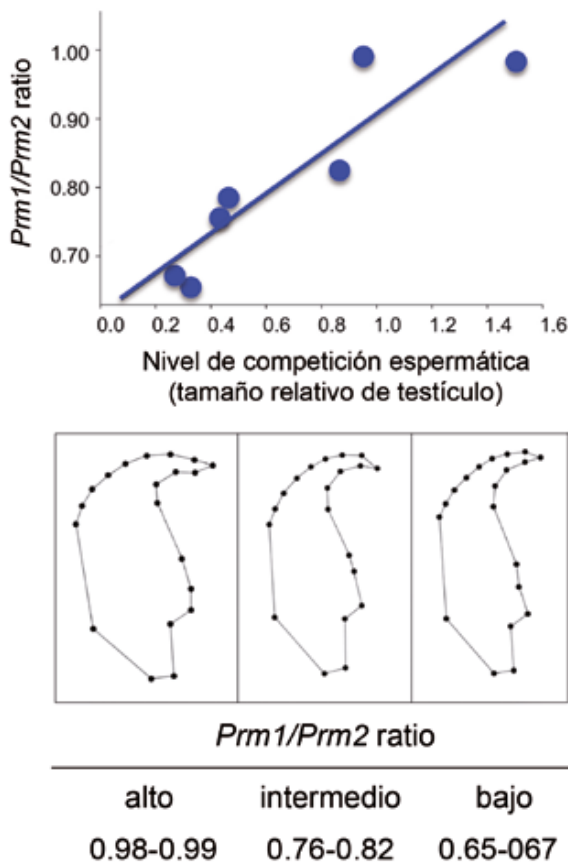 1.00
0.90
0.80
0.70
Prm1/Prm2 ratio
0.0 0.2 0.4 0.6 0.8 1.0 1.2 1.4 1.6
Nivel de competición espermática
(tamaño relativo de testículo)
Prm1/Prm2 ratio
alto intermedio bajo
0.98-0.99 0.76-0.82 0.65-067